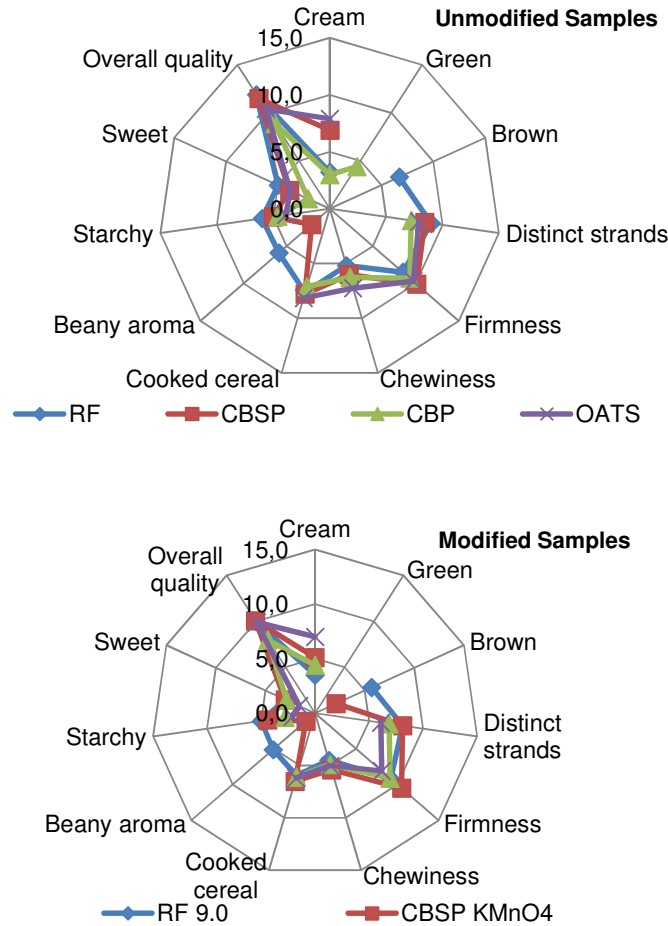 Cream
Unmodified Samples
15,0
Overall quality
Green
10,0
Sweet
Brown
5,0
0,0
Starchy
Distinct strands
Beany aroma
Firmness
Cooked cereal
Chewiness
RF
CBSP
CBP
OATS
Cream
Modified Samples
15,0
Overall
quality
Green
10,0
Sweet
Brown
5,0
0,0
Starchy
Distinct
strands
Beany aroma
Firmness
Cooked
cereal
Chewiness
RF 9.0
CBSP KMnO4